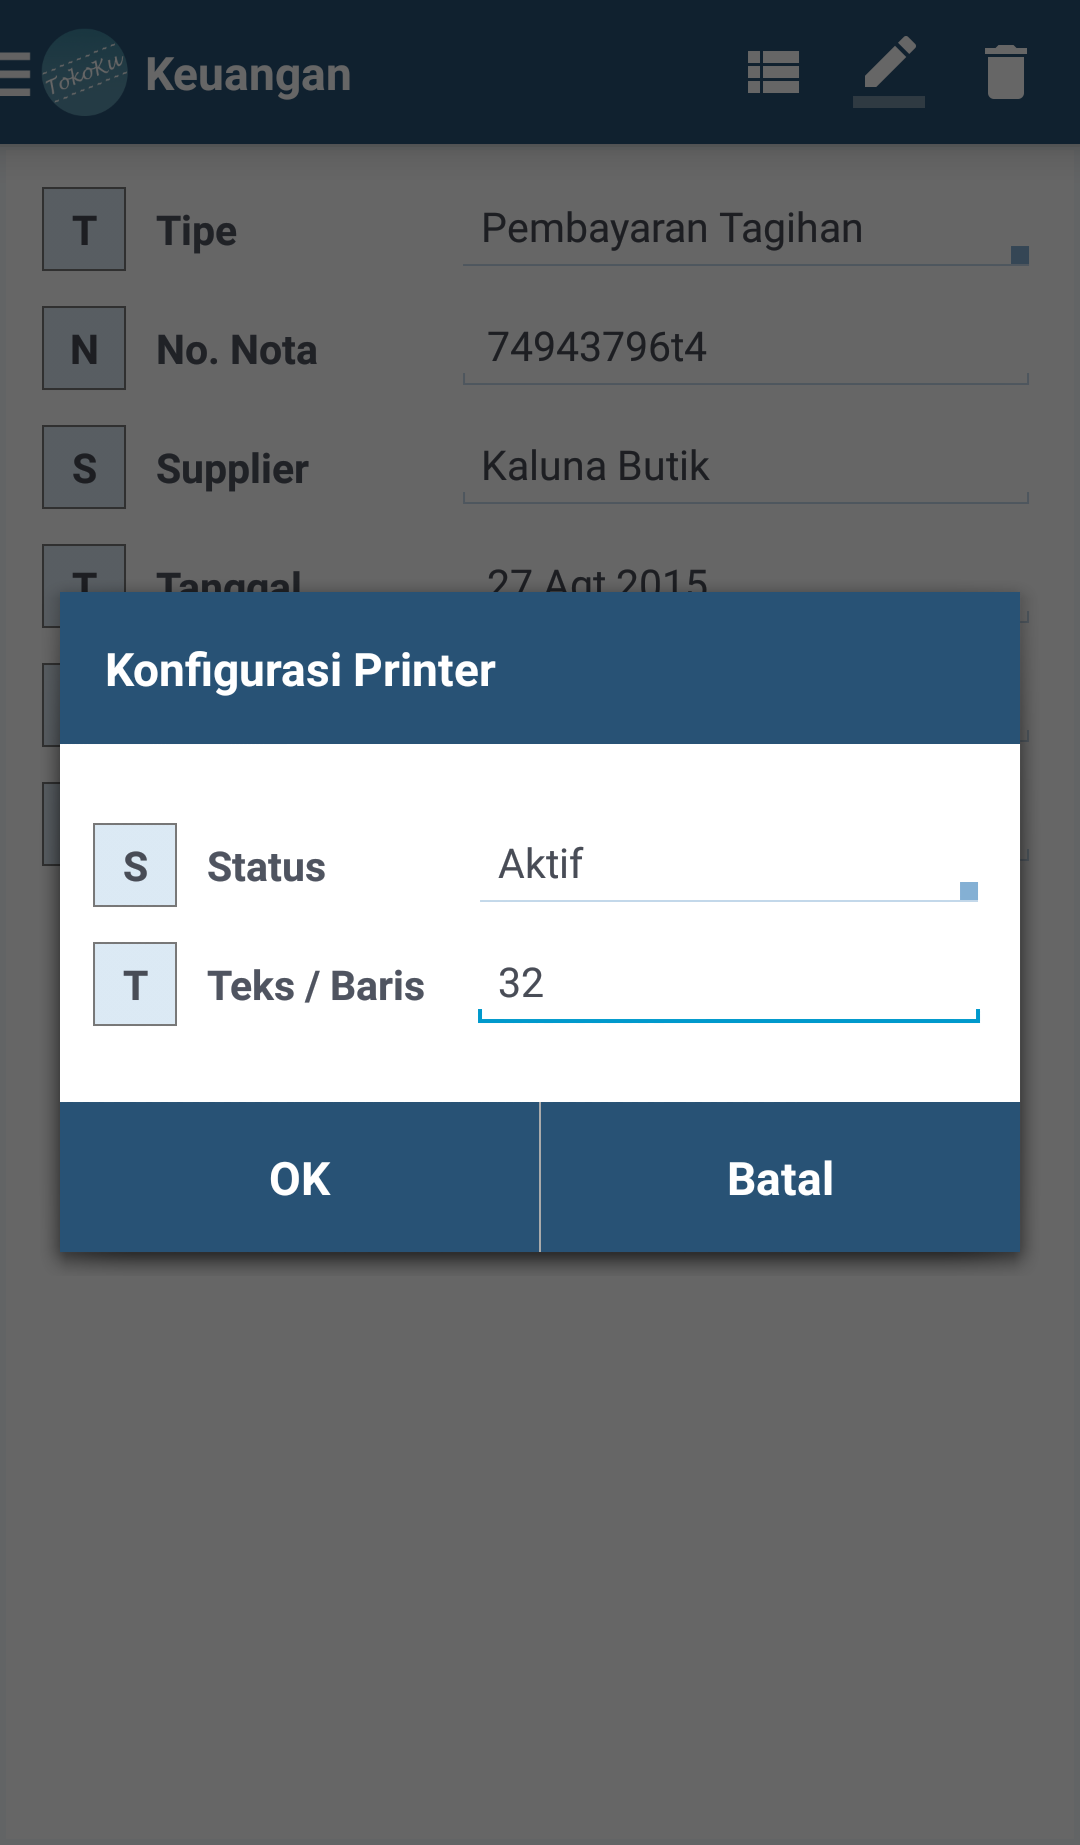 TokoKu Keuangan
T Tipe Pembayaran Tagihan
N No. Nota 74943796t4
S Supplier Kaluna Butik
T Tanggal 27 Agt 2015
Konfigurasi Printer
S Status Aktif
T Teks / Baris 32
OK Batal